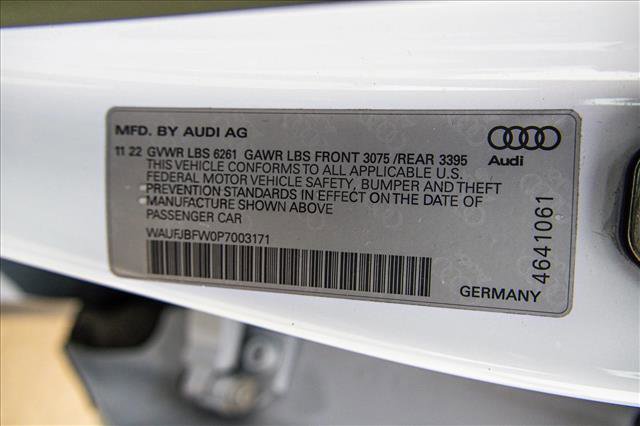 MFD. BY AUDI AG
11 22 GVWR LBS 6261 GAWR LBS FRONT 3075 /REAR 3395
THIS VEHICLE CONFORMS TO ALL APPLICABLE U.S.
FEDERAL MOTOR VEHICLE SAFETY, BUMPER AND THEFT
PREVENTION STANDARDS IN EFFECT ON THE DATE OF
MANUFACTURE SHOWN ABOVE
PASSENGER CAR
WAUFJBFW0P7003171
Audi
4641061
GERMANY